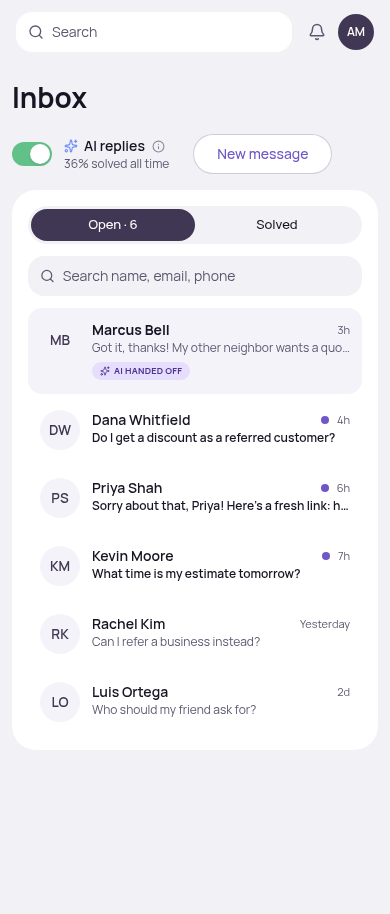 Search
AM
Inbox
AI replies
36% solved all time
New message
Open · 6
Solved
Search name, email, phone
MB
Marcus Bell
3h
Got it, thanks! My other neighbor wants a quo...
AI HANDED OFF
DW
Dana Whitfield
4h
Do I get a discount as a referred customer?
PS
Priya Shah
6h
Sorry about that, Priya! Here's a fresh link: h...
KM
Kevin Moore
7h
What time is my estimate tomorrow?
RK
Rachel Kim
Yesterday
Can I refer a business instead?
LO
Luis Ortega
2d
Who should my friend ask for?